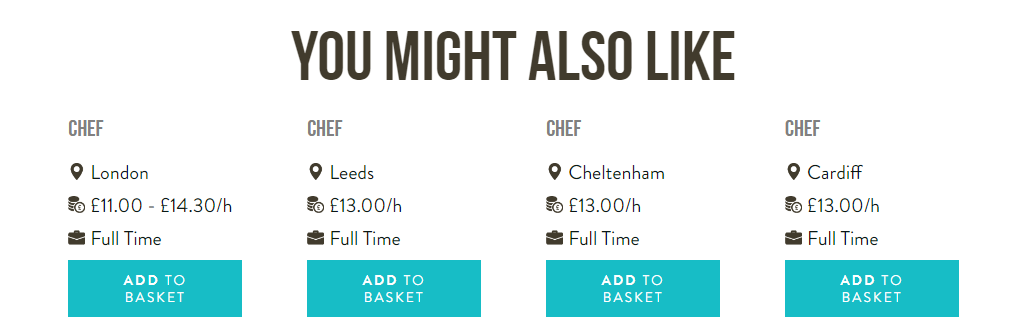 YOU MIGHT ALSO LIKE
CHEF
London
£11.00 - £14.30/h
Full Time
ADD TO
BASKET
CHEF
Leeds
£13.00/h
Full Time
ADD TO
BASKET
CHEF
Cheltenham
£13.00/h
Full Time
ADD TO
BASKET
CHEF
Cardiff
£13.00/h
Full Time
ADD TO
BASKET